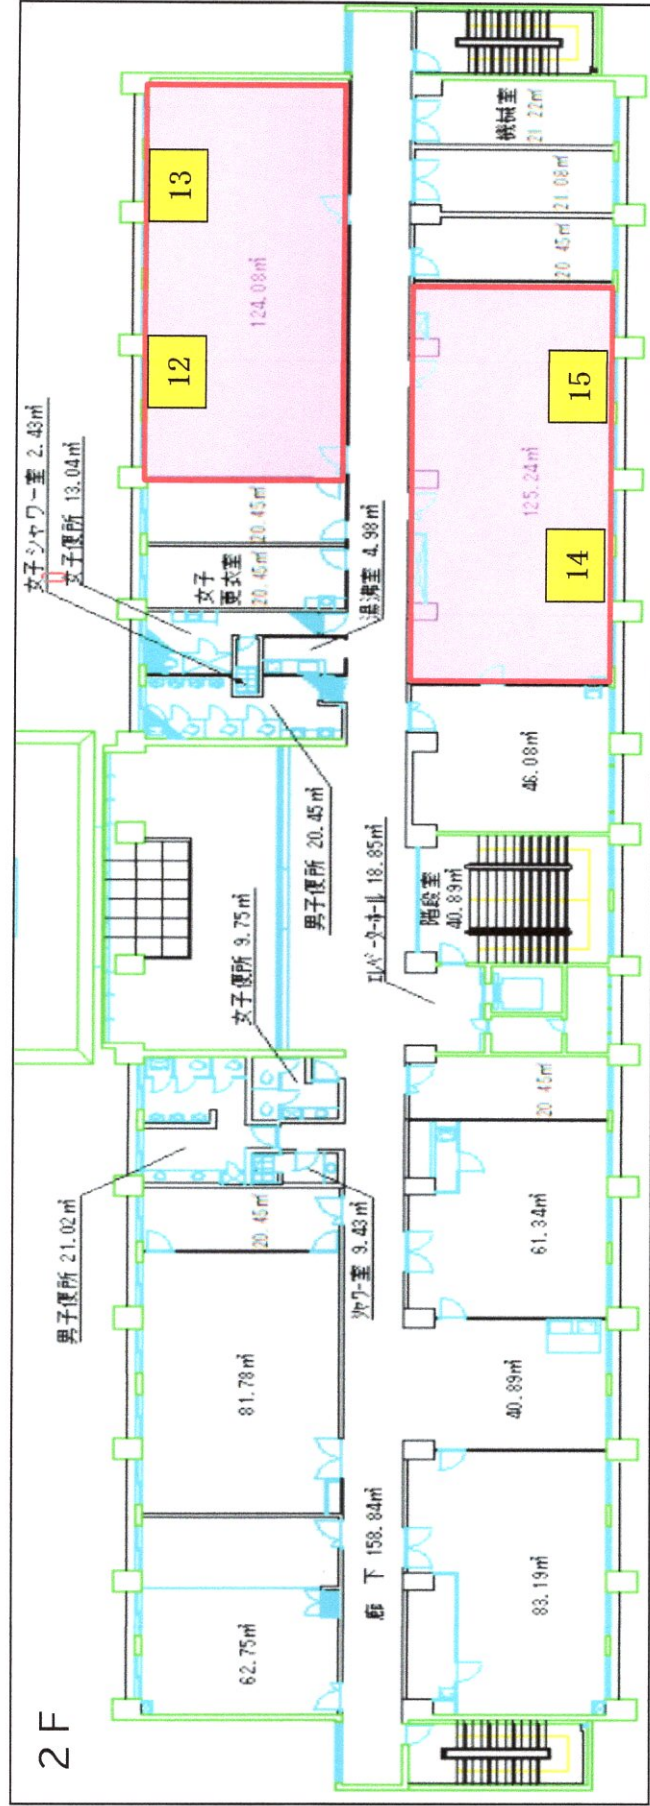 2F
女子シャワー室 2.43㎡
女子便所 13.04㎡
13
12
124.08㎡
20.45㎡
女子
更衣室
20.45㎡
湯沸室 4.98㎡
男子便所 20.45㎡
女子便所 9.75㎡
男子便所 21.02㎡
20.45㎡
シャワー室 9.43㎡
81.78㎡
62.75㎡
廊下 158.84㎡
エレベーターホール 18.85㎡
階段室
40.89㎡
機械室
21.22㎡
21.08㎡
20.45㎡
125.24㎡
15
14
46.08㎡
20.45㎡
61.34㎡
40.89㎡
83.19㎡